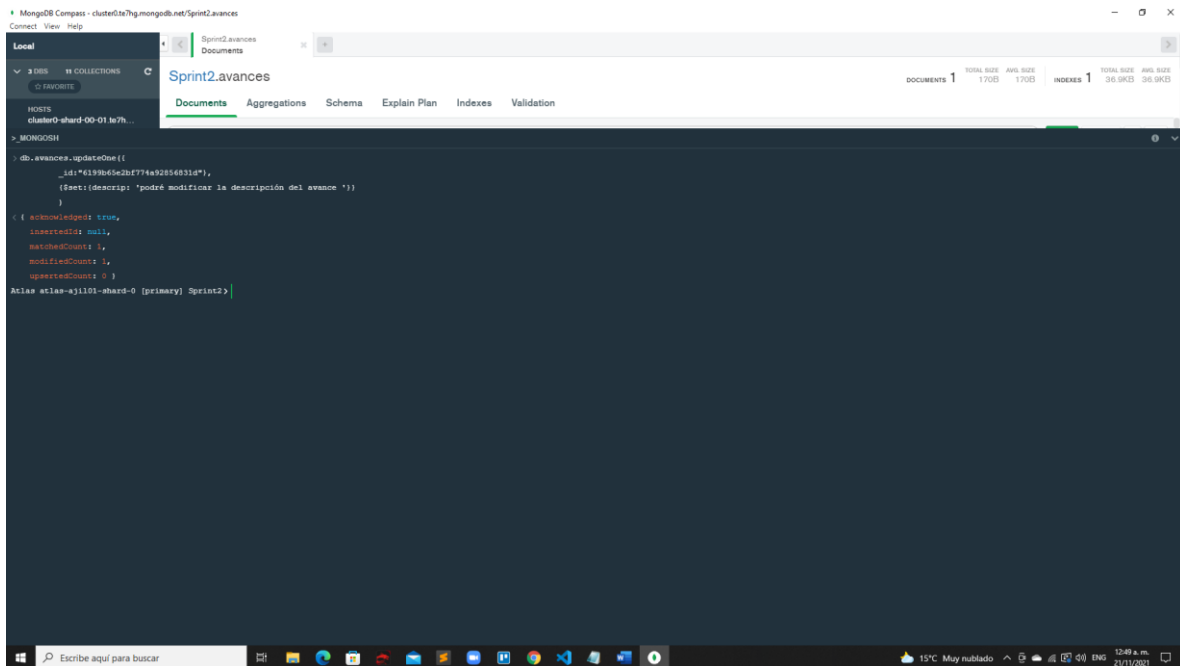 MongoDB Compass - cluster0.te7hg.mongodb.net/Sprint2.avances
Connect View Help
Local
Sprint2.avances
Documents
3 DBS 11 COLLECTIONS
FAVORITE
HOSTS
cluster0-shard-00-01.te7h...
Sprint2.avances
DOCUMENTS 1 TOTAL SIZE 170B AVG. SIZE 170B INDEXES 1 TOTAL SIZE 36.9KB AVG. SIZE 36.9KB
Documents Aggregations Schema Explain Plan Indexes Validation
>_MONGOSH
> db.avances.updateOne({
_id:"6199b65e2bf774a92856831d"},
{$set:{descrip: "podré modificar la descripción del avance "}}
)
< { acknowledged: true,
insertedId: null,
matchedCount: 1,
modifiedCount: 1,
upsertedCount: 0 }
Atlas atlas-aji101-shard-0 [primary] Sprint2>
Escribe aquí para buscar
15°C Muy nublado
ENG
12:49 a. m.
21/11/2021